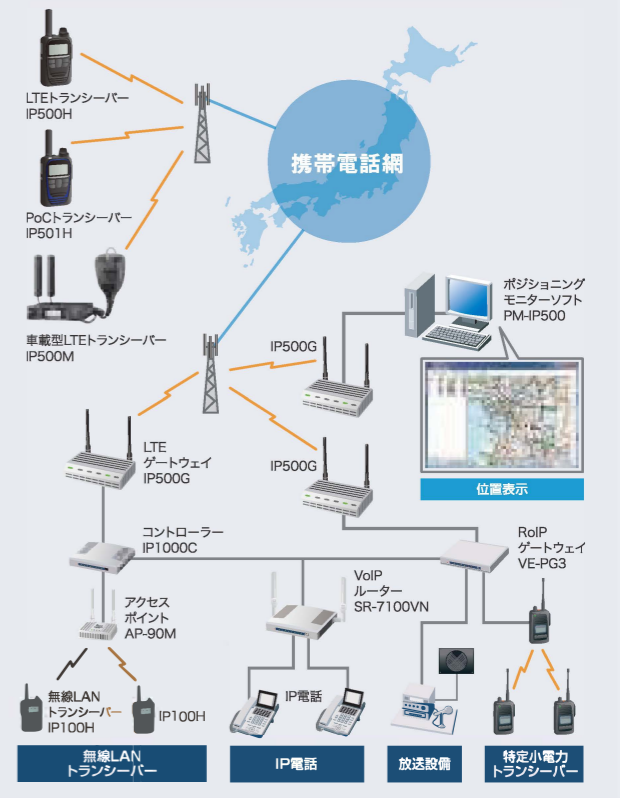 LTEトランシーバー
IP500H
携帯電話網
PoCトランシーバー
IP501H
車載型LTEトランシーバー
IP500M
ポジショニング
モニターソフト
PM-IP500
IP500G
位置表示
LTE
ゲートウェイ
IP500G
IP500G
コントローラー
IP1000C
RoIP
ゲートウェイ
VE-PG3
VoIP
ルーター
SR-7100VN
アクセス
ポイント
AP-90M
無線LAN
トランシーバー
IP100H
IP100H
IP電話
無線LAN
トランシーバー
IP電話
放送設備
特定小電力
トランシーバー